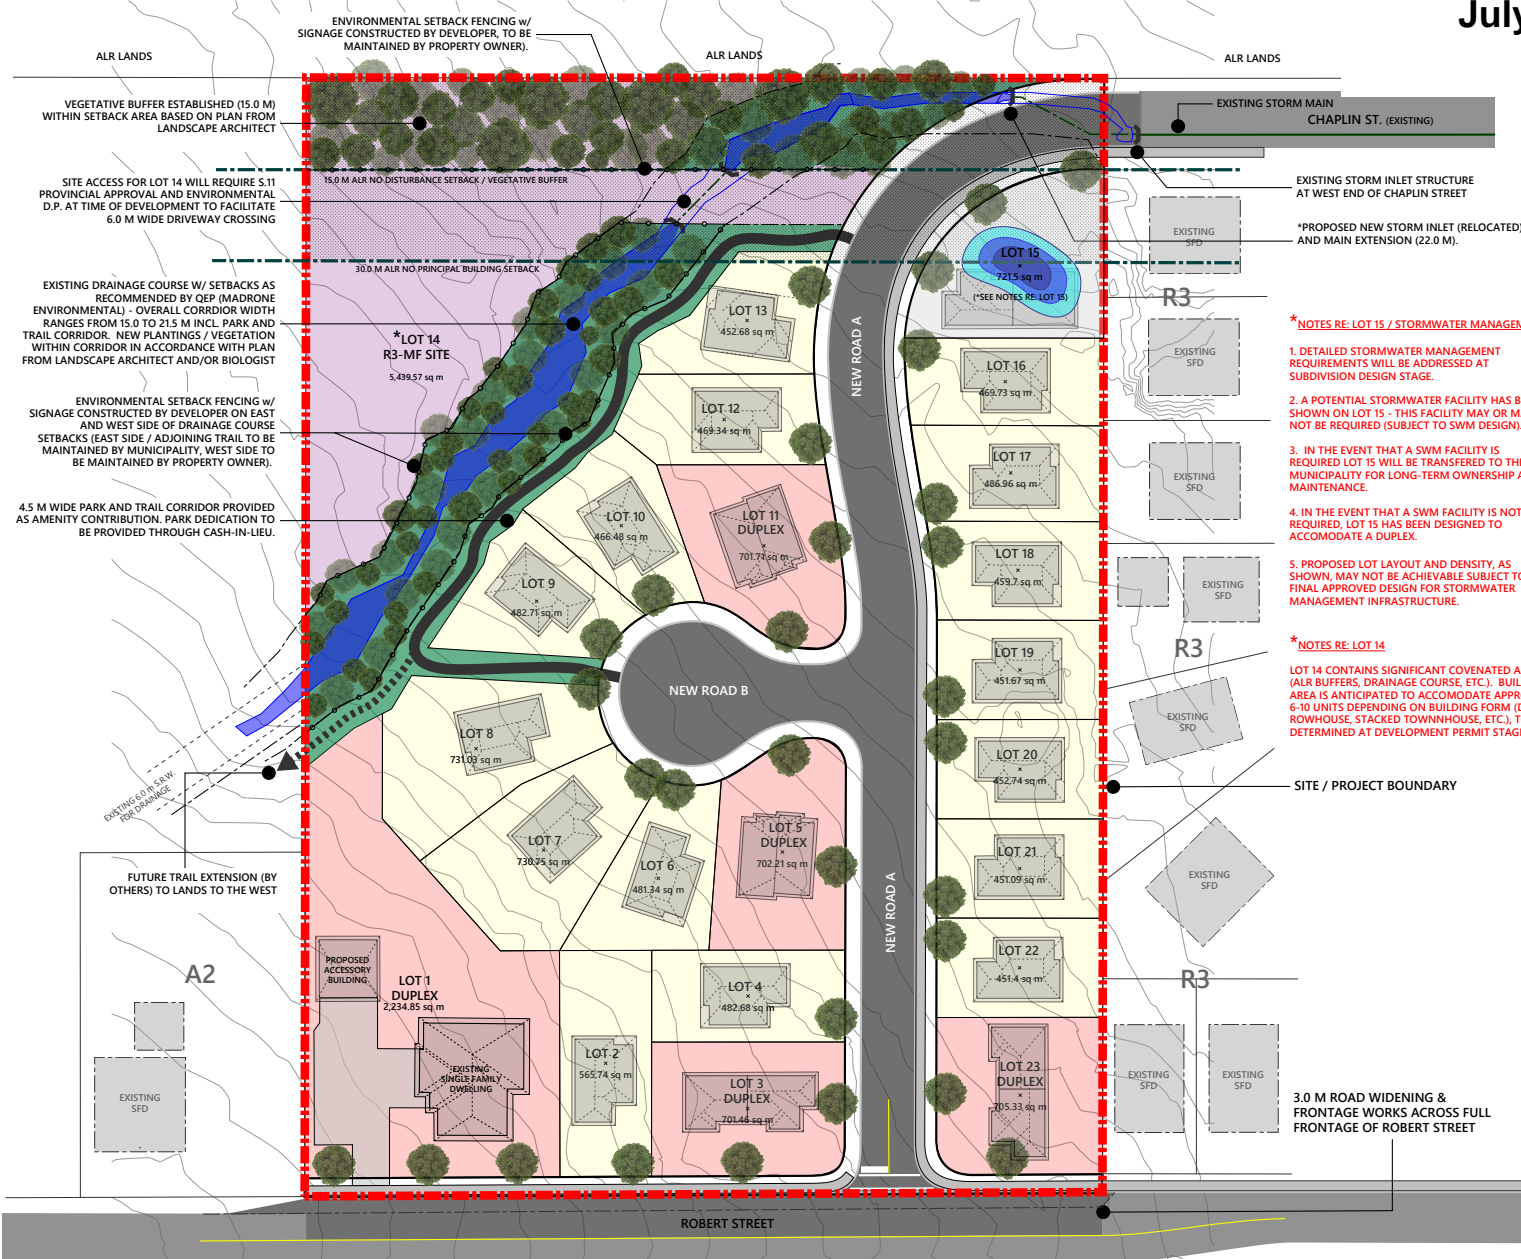 July
ENVIRONMENTAL SETBACK FENCING w/
SIGNAGE CONSTRUCTED BY DEVELOPER, TO BE
MAINTAINED BY PROPERTY OWNER).
ALR LANDS
ALR LANDS
ALR LANDS
VEGETATIVE BUFFER ESTABLISHED (15.0 M)
WITHIN SETBACK AREA BASED ON PLAN FROM
LANDSCAPE ARCHITECT
EXISTING STORM MAIN
CHAPLIN ST. (EXISTING)
15.0 M ALR NO DISTURBANCE SETBACK / VEGETATIVE BUFFER
SITE ACCESS FOR LOT 14 WILL REQUIRE S.11
PROVINCIAL APPROVAL AND ENVIRONMENTAL
D.P. AT TIME OF DEVELOPMENT TO FACILITATE
6.0 M WIDE DRIVEWAY CROSSING
EXISTING STORM INLET STRUCTURE
AT WEST END OF CHAPLIN STREET
*PROPOSED NEW STORM INLET (RELOCATED)
AND MAIN EXTENSION (22.0 M).
30.0 M ALR NO PRINCIPAL BUILDING SETBACK
EXISTING DRAINAGE COURSE W/ SETBACKS AS
RECOMMENDED BY QEP (MADRONE
ENVIRONMENTAL) - OVERALL CORRDIOR WIDTH
RANGES FROM 15.0 TO 21.5 M INCL. PARK AND
TRAIL CORRIDOR. NEW PLANTINGS / VEGETATION
WITHIN CORRIDOR IN ACCORDANCE WITH PLAN
FROM LANDSCAPE ARCHITECT AND/OR BIOLOGIST
*LOT 14
R3-MF SITE
5,439.57 sq m
ENVIRONMENTAL SETBACK FENCING w/
SIGNAGE CONSTRUCTED BY DEVELOPER ON EAST
AND WEST SIDE OF DRAINAGE COURSE
SETBACKS (EAST SIDE / ADJOINING TRAIL TO BE
MAINTAINED BY MUNICIPALITY, WEST SIDE TO
BE MAINTAINED BY PROPERTY OWNER).
4.5 M WIDE PARK AND TRAIL CORRIDOR PROVIDED
AS AMENITY CONTRIBUTION. PARK DEDICATION TO
BE PROVIDED THROUGH CASH-IN-LIEU.
LOT 15
721.5 sq m
(*SEE NOTES RE: LOT 15)
LOT 13
452.68 sq m
LOT 12
469.34 sq m
LOT 11
DUPLEX
701.71 sq m
LOT 10
466.48 sq m
LOT 9
482.71 sq m
NEW ROAD A
NEW ROAD B
NEW ROAD A
LOT 16
469.73 sq m
LOT 17
486.96 sq m
LOT 18
459.7 sq m
LOT 19
451.67 sq m
LOT 20
452.74 sq m
LOT 21
451.09 sq m
LOT 22
451.4 sq m
LOT 23
DUPLEX
705.33 sq m
LOT 8
731.03 sq m
LOT 7
730.75 sq m
LOT 6
481.34 sq m
LOT 5
DUPLEX
702.21 sq m
LOT 4
482.68 sq m
LOT 3
DUPLEX
701.46 sq m
LOT 2
565.74 sq m
LOT 1
DUPLEX
2,234.85 sq m
PROPOSED
ACCESSORY
BUILDING
EXISTING
SINGLE FAMILY
DWELLING
EXISTING 6.0 m S.R.W.
FOR DRAINAGE
FUTURE TRAIL EXTENSION (BY
OTHERS) TO LANDS TO THE WEST
A2
EXISTING
SFD
EXISTING
SFD
R3
EXISTING
SFD
EXISTING
SFD
EXISTING
SFD
R3
EXISTING
SFD
EXISTING
SFD
R3
EXISTING
SFD
EXISTING
SFD
*NOTES RE: LOT 15 / STORMWATER MANAGEM
1. DETAILED STORMWATER MANAGEMENT
REQUIREMENTS WILL BE ADDRESSED AT
SUBDIVISION DESIGN STAGE.
2. A POTENTIAL STORMWATER FACILITY HAS B
SHOWN ON LOT 15 - THIS FACILITY MAY OR M
NOT BE REQUIRED (SUBJECT TO SWM DESIGN).
3. IN THE EVENT THAT A SWM FACILITY IS
REQUIRED LOT 15 WILL BE TRANSFERED TO TH
MUNICIPALITY FOR LONG-TERM OWNERSHIP A
MAINTENANCE.
4. IN THE EVENT THAT A SWM FACILITY IS NOT
REQUIRED, LOT 15 HAS BEEN DESIGNED TO
ACCOMODATE A DUPLEX.
5. PROPOSED LOT LAYOUT AND DENSITY, AS
SHOWN, MAY NOT BE ACHIEVABLE SUBJECT TO
FINAL APPROVED DESIGN FOR STORMWATER
MANAGEMENT INFRASTRUCTURE.
*NOTES RE: LOT 14
LOT 14 CONTAINS SIGNIFICANT COVENATED A
(ALR BUFFERS, DRAINAGE COURSE, ETC.). BUIL
AREA IS ANTICIPATED TO ACCOMODATE APPR
6-10 UNITS DEPENDING ON BUILDING FORM (D
ROWHOUSE, STACKED TOWNNHOUSE, ETC.), T
DETERMINED AT DEVELOPMENT PERMIT STAG
SITE / PROJECT BOUNDARY
3.0 M ROAD WIDENING &
FRONTAGE WORKS ACROSS FULL
FRONTAGE OF ROBERT STREET
ROBERT STREET